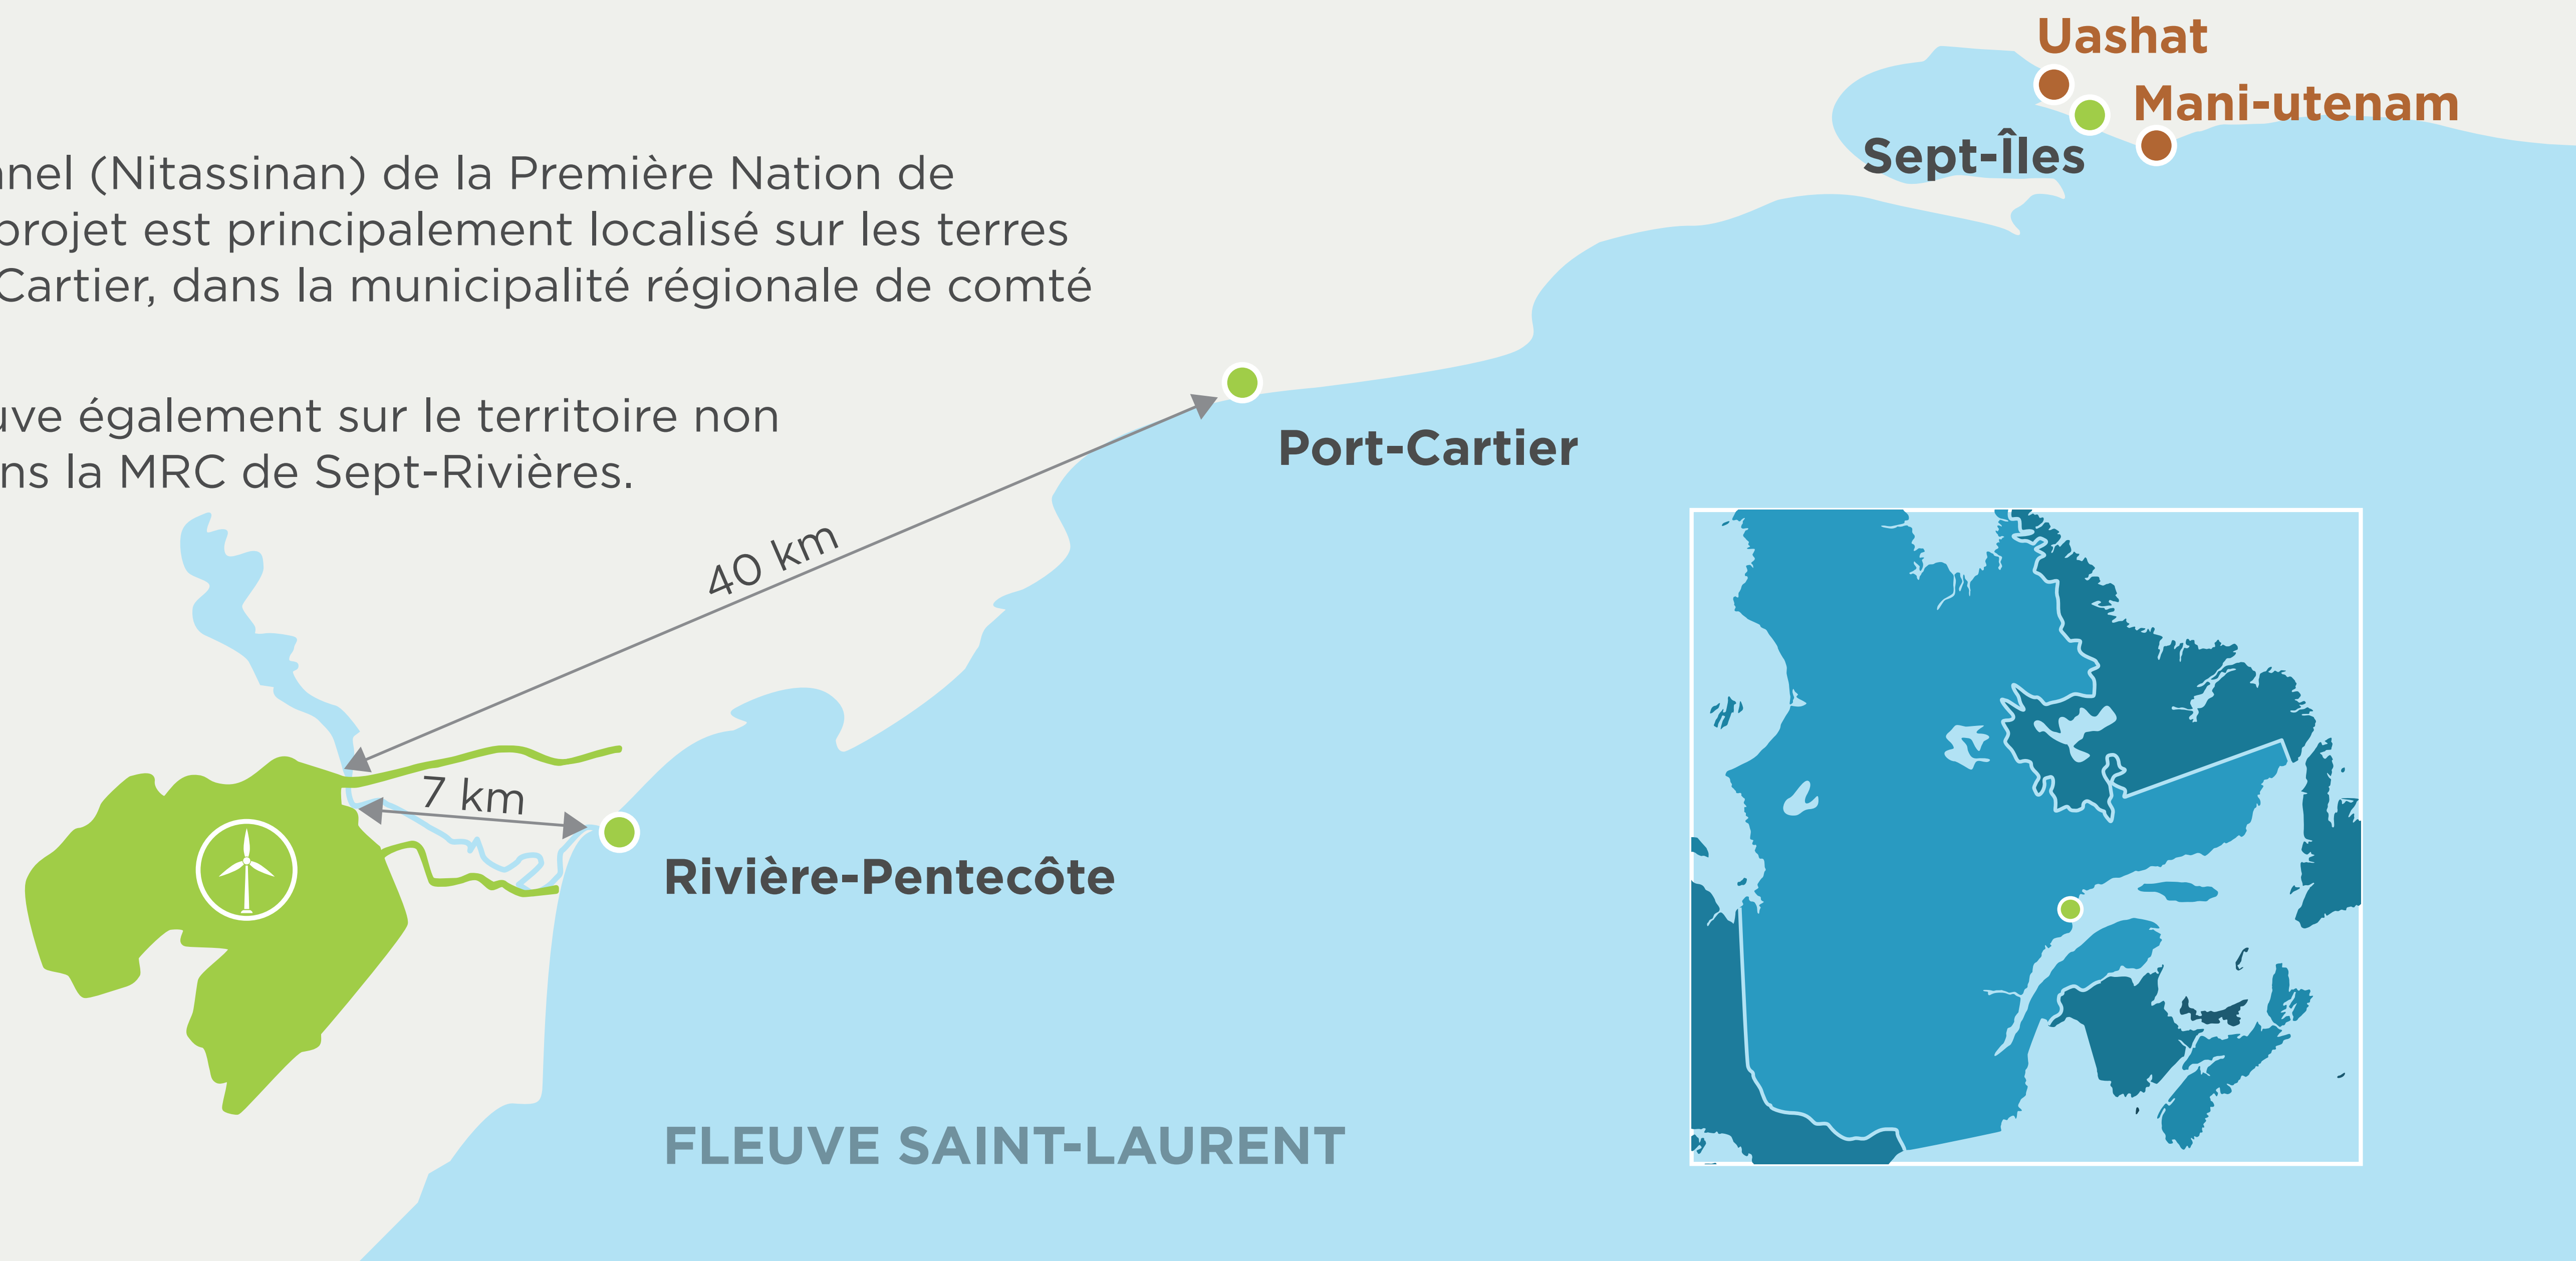 Uashat
Mani-utenam
Sept-Îles
nel (Nitassinan) de la Première Nation de
projet est principalement localisé sur les terres
Cartier, dans la municipalité régionale de comté
Port-Cartier
uve également sur le territoire non
ns la MRC de Sept-Rivières.
40 km
7 km
Rivière-Pentecôte
FLEUVE SAINT-LAURENT